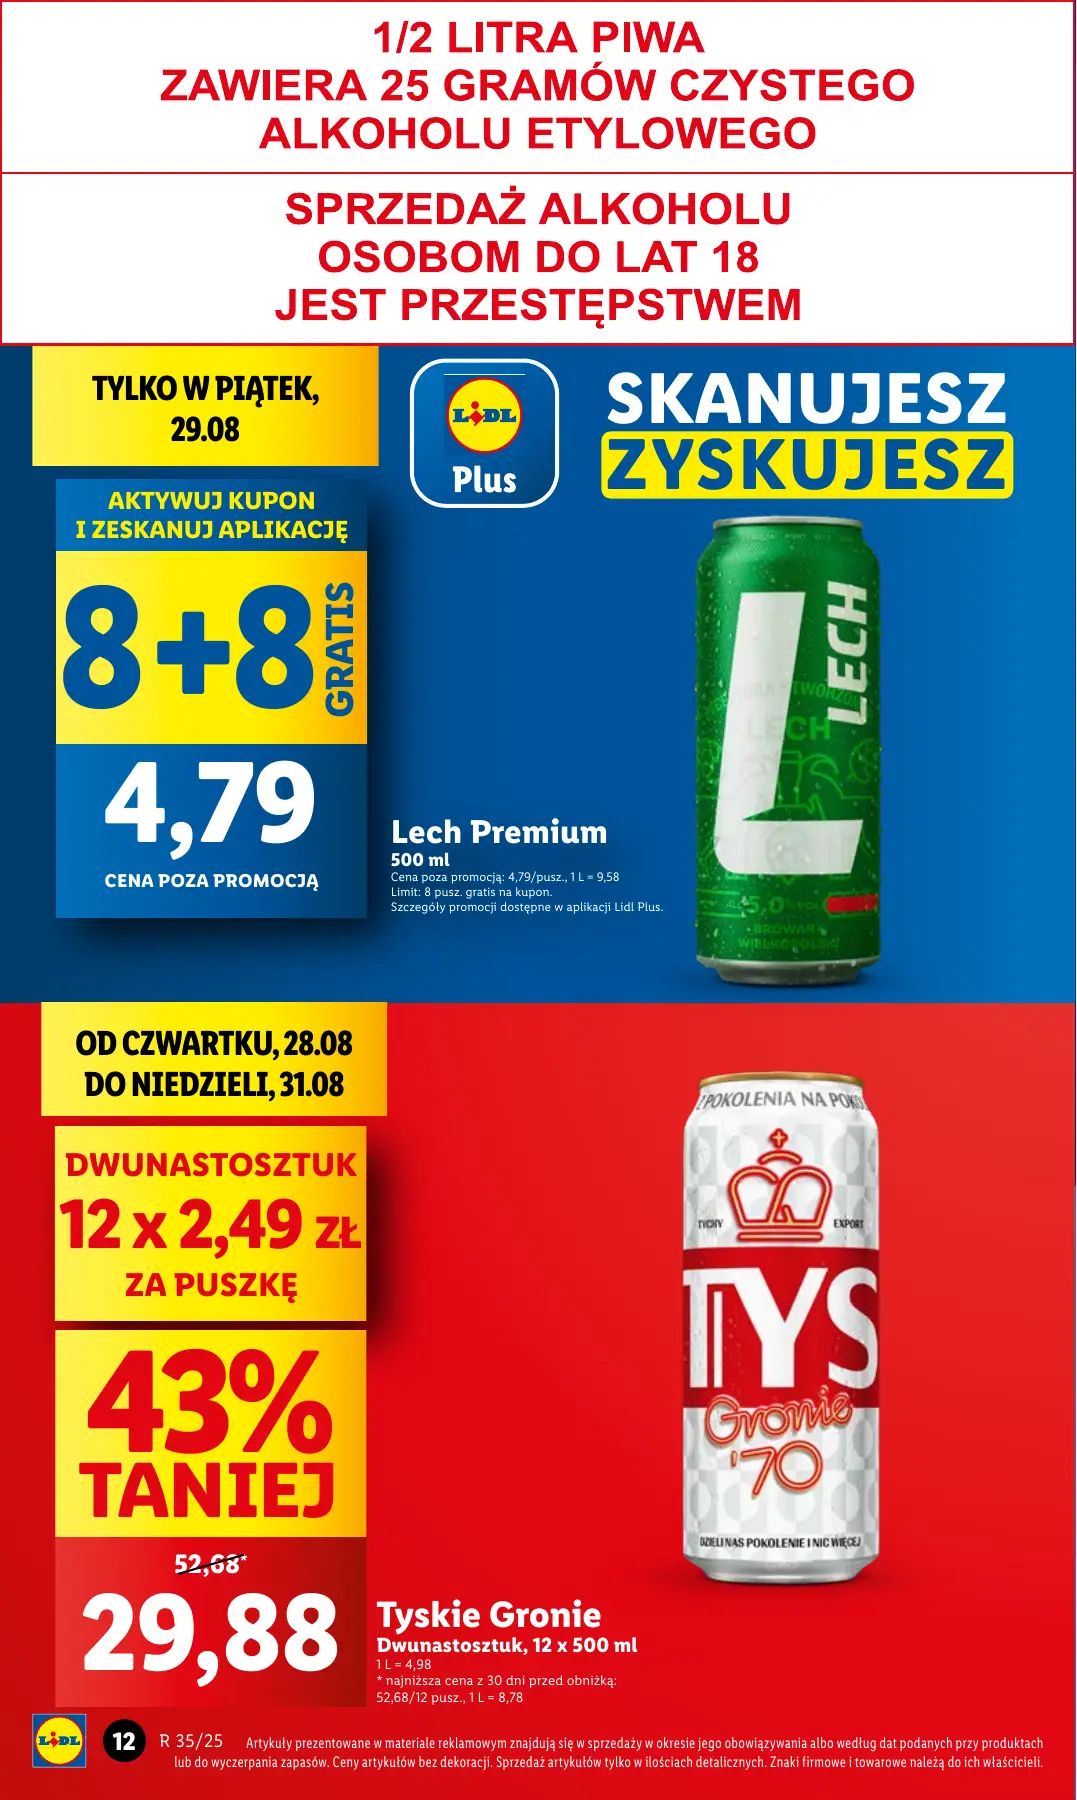 1/2 LITRA PIWA
ZAWIERA 25 GRAMÓW CZYSTEGO
ALKOHOLU ETYLOWEGO
SPRZEDAŻ ALKOHOLU
OSOBOM DO LAT 18
JEST PRZESTĘPSTWEM
TYLKO W PIĄTEK,
29.08
LIDL
Plus
SKANUJESZ
ZYSKUJESZ
AKTYWUJ KUPON
I ZESKANUJ APLIKACJĘ
8+8
GRATIS
4,79
CENA POZA PROMOCJĄ
Lech Premium
500 ml
Cena poza promocją: 4,79/pusz., 1 L = 9,58
Limit: 8 pusz. gratis na kupon.
Szczegóły promocji dostępne w aplikacji Lidl Plus.
L
LECH
LECH
5,0%
BROWAR
WIELKOPOLSKI
OD CZWARTKU, 28.08
DO NIEDZIELI, 31.08
DWUNASTOSZTUK
12 x 2,49 ZŁ
ZA PUSZKĘ
43%
TANIEJ
52,68*
29,88
Z POKOLENIA NA POKO
TYCHY
EXPORT
TYS
Gronie
'70
DZIELI NAS POKOLENIE I NIC WIĘCEJ
Tyskie Gronie
Dwunastosztuk, 12 x 500 ml
1 L = 4,98
* najniższa cena z 30 dni przed obniżką:
52,68/12 pusz., 1 L = 8,78
LIDL
12
R 35/25
Artykuły prezentowane w materiale reklamowym znajdują się w sprzedaży w okresie jego obowiązywania albo według dat podanych przy produktach
lub do wyczerpania zapasów. Ceny artykułów bez dekoracji. Sprzedaż artykułów tylko w ilościach detalicznych. Znaki firmowe i towarowe należą do ich właścicieli.